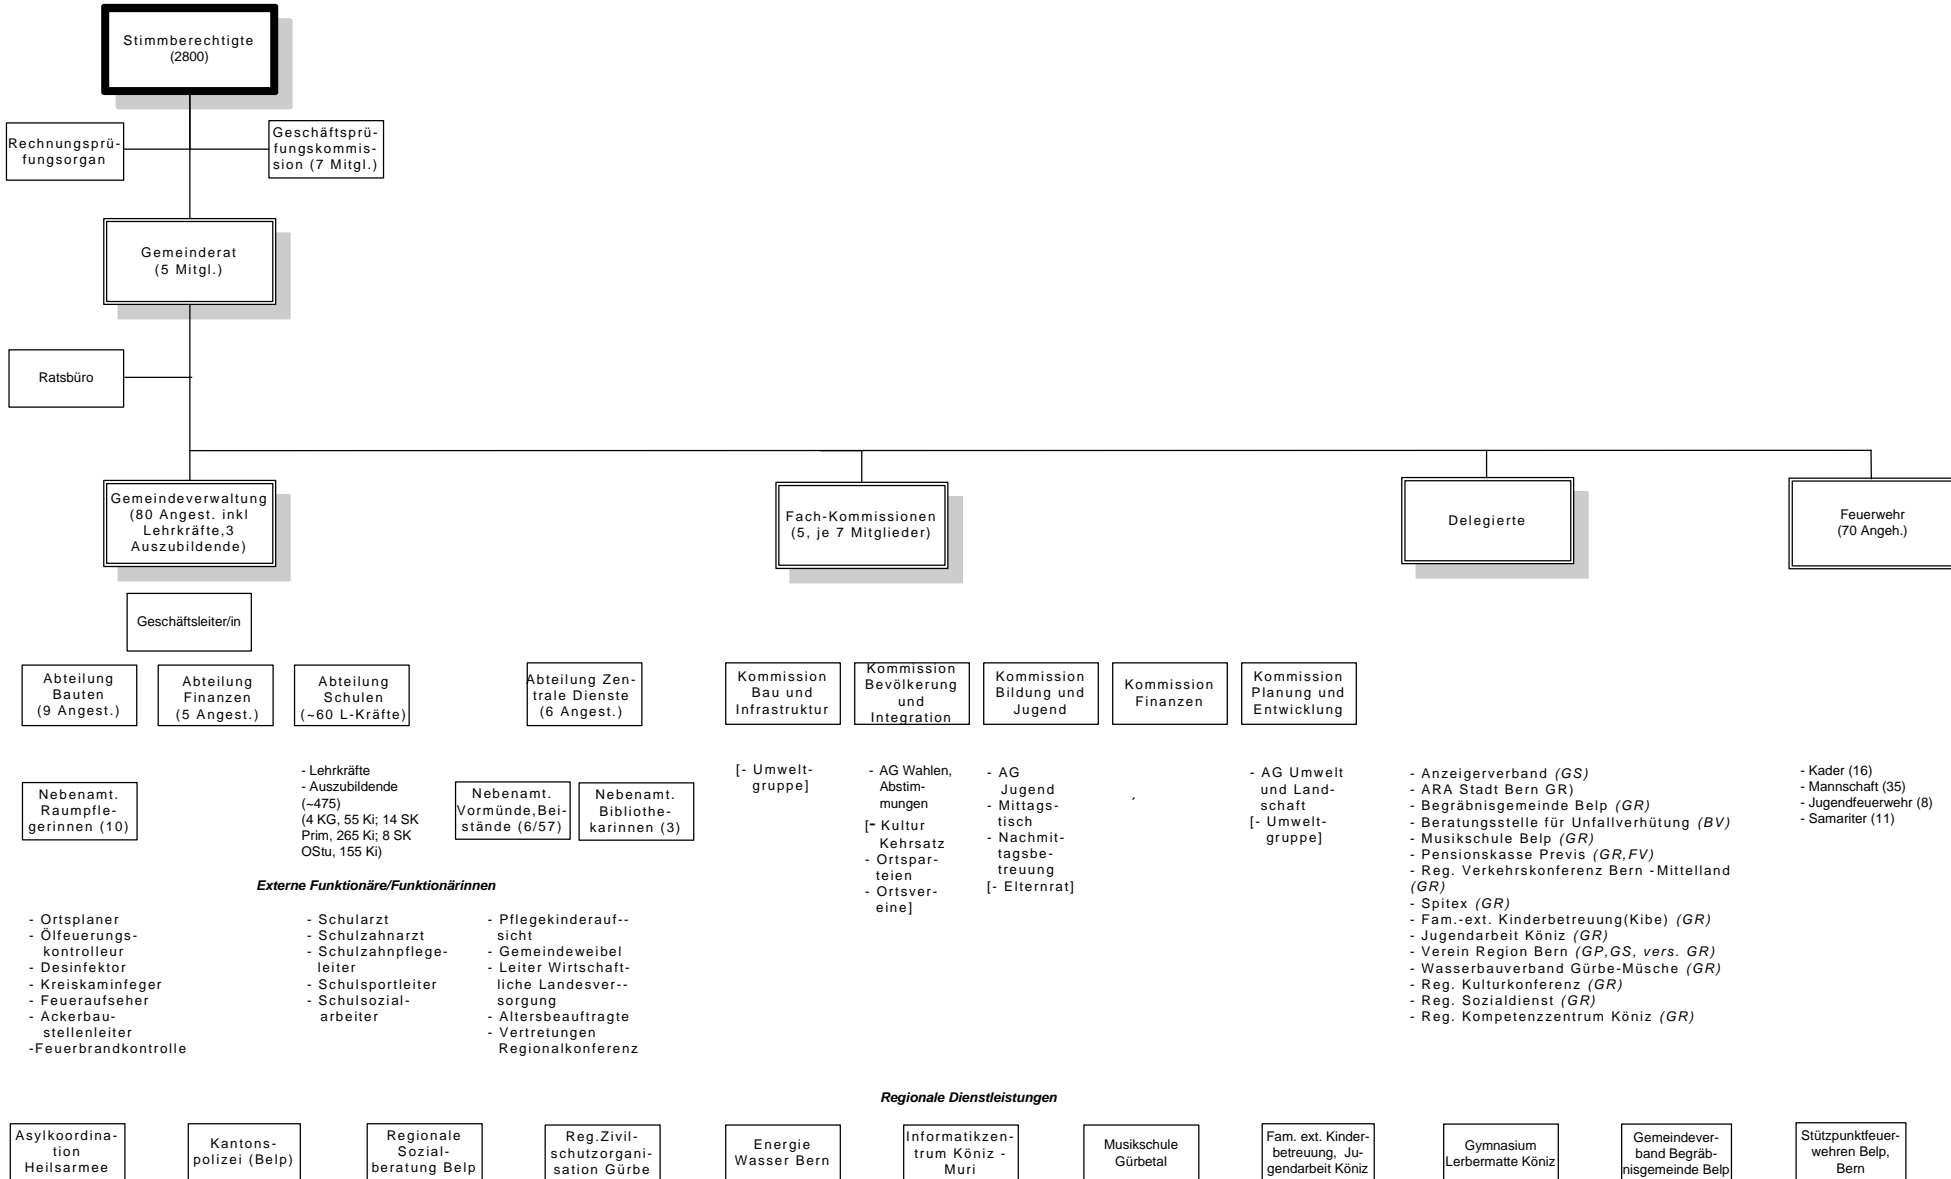 Stimmberechtigte
(2800)
Rechnungsprü-
fungsorgan
Geschäftsprü-
fungskommis-
sion (7 Mitgl.)
Gemeinderat
(5 Mitgl.)
Ratsbüro
Gemeindeverwaltung
(80 Angest. inkl
Lehrkräfte,3
Auszubildende)
Fach-Kommissionen
(5, je 7 Mitglieder)
Delegierte
Feuerwehr
(70 Angeh.)
Geschäftsleiter/in
Abteilung
Bauten
(9 Angest.)
Abteilung
Finanzen
(5 Angest.)
Abteilung
Schulen
(~60 L-Kräfte)
Abteilung Zen-
trale Dienste
(6 Angest.)
Kommission
Bau und
Infrastruktur
Kommission
Bevölkerung
und
Integration
Kommission
Bildung und
Jugend
Kommission
Finanzen
Kommission
Planung und
Entwicklung
Nebenamt.
Raumpfle-
gerinnen (10)
- Lehrkräfte
- Auszubildende
(~475)
(4 KG, 55 Ki; 14 SK
Prim, 265 Ki; 8 SK
OStu, 155 Ki)
Nebenamt.
Vormünde,Bei-
stände (6/57)
Nebenamt.
Bibliothe-
karinnen (3)
[- Umwelt-
gruppe]
- AG Wahlen,
Abstim-
mungen
[- Kultur
Kehrsatz
- Ortspar-
teien
- Ortsver-
eine]
- AG
Jugend
- Mittags-
tisch
- Nachmit-
tagsbe-
treuung
[- Elternrat]
- AG Umwelt
und Land-
schaft
[- Umwelt-
gruppe]
- Anzeigerverband (GS)
- ARA Stadt Bern GR)
- Begräbnisgemeinde Belp (GR)
- Beratungsstelle für Unfallverhütung (BV)
- Musikschule Belp (GR)
- Pensionskasse Previs (GR,FV)
- Reg. Verkehrskonferenz Bern -Mittelland
(GR)
- Spitex (GR)
- Fam.-ext. Kinderbetreuung(Kibe) (GR)
- Jugendarbeit Köniz (GR)
- Verein Region Bern (GP,GS, vers. GR)
- Wasserbauverband Gürbe-Müsche (GR)
- Reg. Kulturkonferenz (GR)
- Reg. Sozialdienst (GR)
- Reg. Kompetenzzentrum Köniz (GR)
- Kader (16)
- Mannschaft (35)
- Jugendfeuerwehr (8)
- Samariter (11)
Externe Funktionäre/Funktionärinnen
- Ortsplaner
- Ölfeuerungs-
kontrolleur
- Desinfektor
- Kreiskaminfeger
- Feueraufseher
- Ackerbau-
stellenleiter
-Feuerbrandkontrolle
- Schularzt
- Schulzahnarzt
- Schulzahnpflege-
leiter
- Schulsportleiter
- Schulsozial-
arbeiter
- Pflegekinderauf--
sicht
- Gemeindeweibel
- Leiter Wirtschaft-
liche Landesver--
sorgung
- Altersbeauftragte
- Vertretungen
Regionalkonferenz
Regionale Dienstleistungen
Asylkoordina-
tion
Heilsarmee
Kantons-
polizei (Belp)
Regionale
Sozial-
beratung Belp
Reg.Zivil-
schutzorgani-
sation Gürbe
Energie
Wasser Bern
Informatikzen-
trum Köniz -
Muri
Musikschule
Gürbetal
Fam. ext. Kinder-
betreuung, Ju-
gendarbeit Köniz
Gymnasium
Lerbermatte Köniz
Gemeindever-
band Begräb-
nisgemeinde Belp
Stützpunktfeuer-
wehren Belp,
Bern